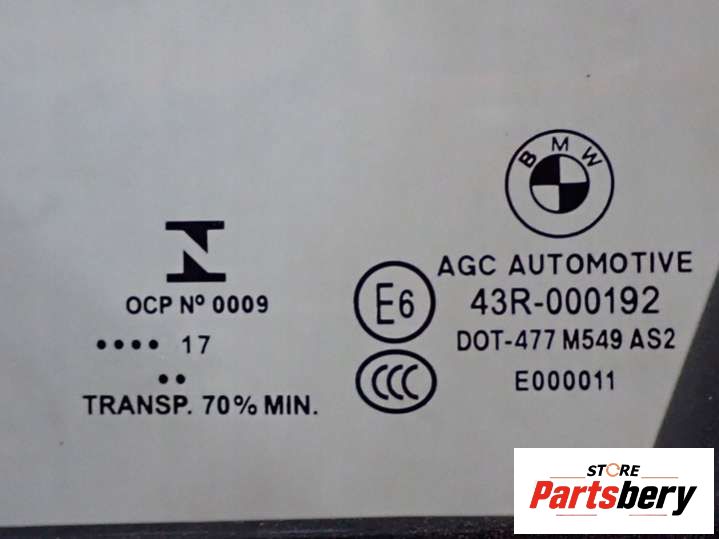 BMW
AGC AUTOMOTIVE
OCP Nº 0009
E6
43R-000192
•••• 17
DOT-477 M549 AS2
••
CCC
E000011
TRANSP. 70% MIN.
STORE
Partsbery